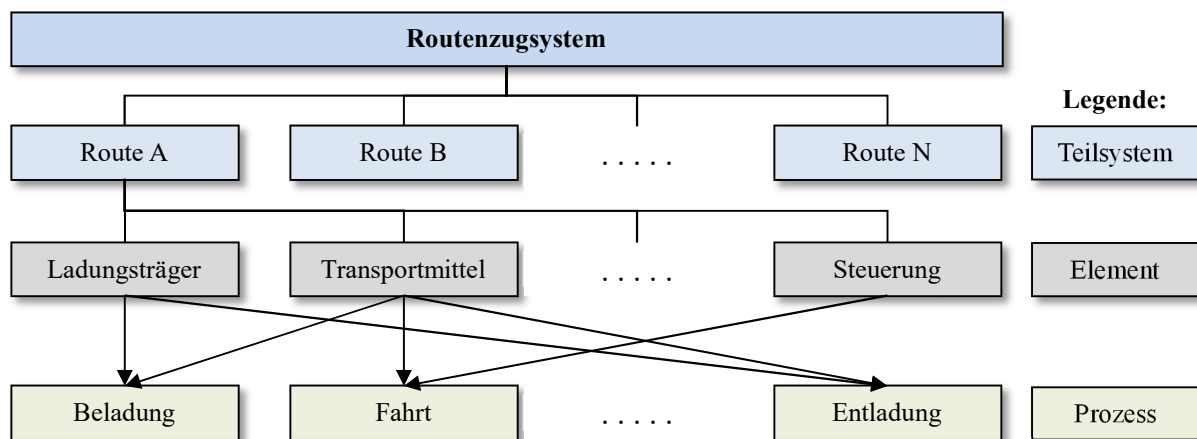 Routenzugsystem
Legende:
Route A Route B . . . . . Route N Teilsystem
Ladungsträger Transportmittel . . . . . Steuerung Element
Beladung Fahrt . . . . . Entladung Prozess